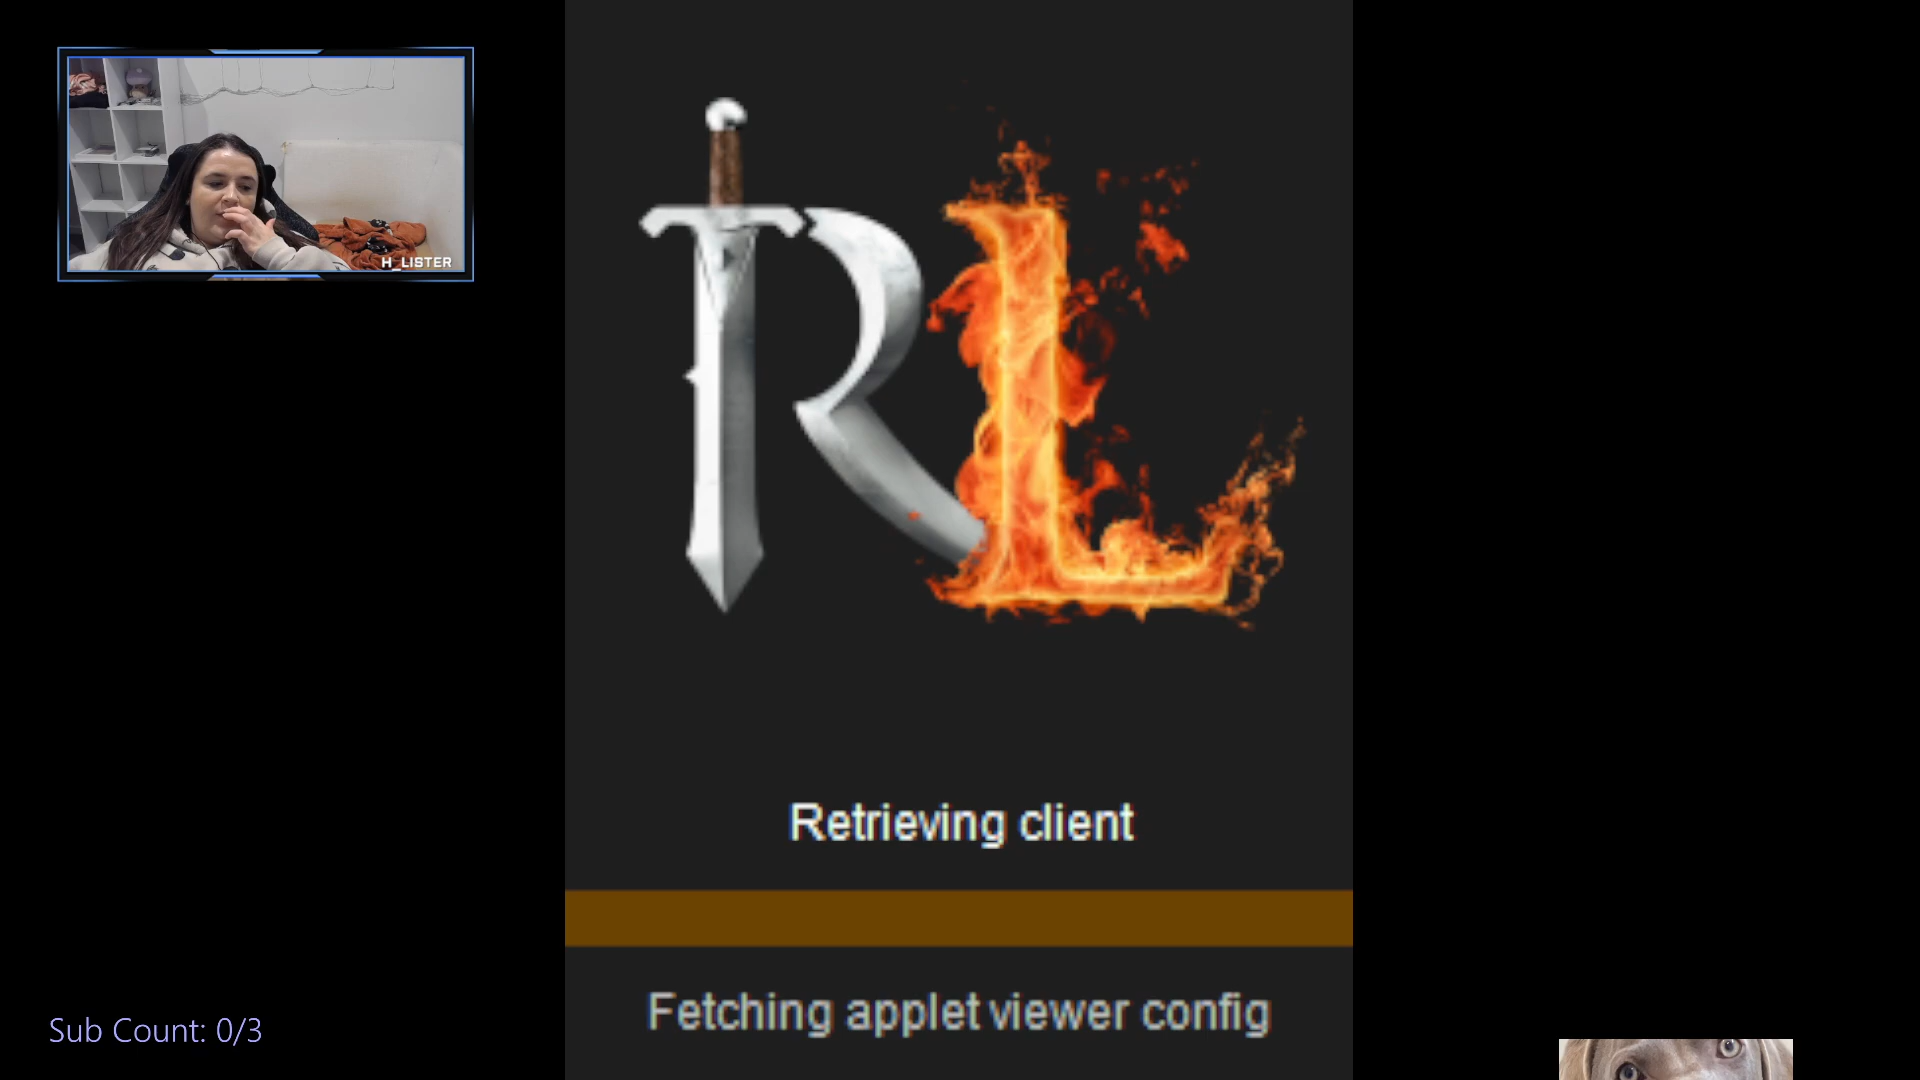 H_LISTER
RL
Retrieving client
Fetching applet viewer config
Sub Count: 0/3